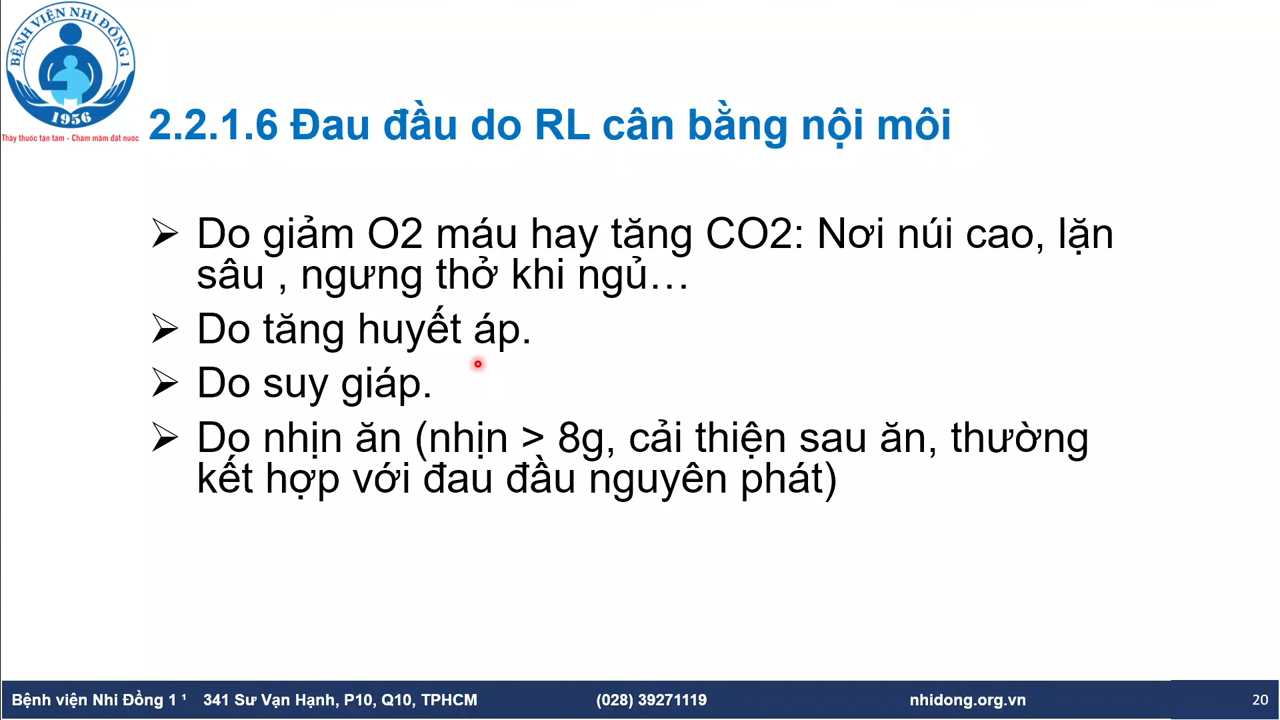 BỆNH VIỆN NHI ĐỒNG 1
1956
Thầy thuốc tận tâm - Chăm mầm đất nước
2.2.1.6 Đau đầu do RL cân bằng nội môi
➢ Do giảm O2 máu hay tăng CO2: Nơi núi cao, lặn
sâu , ngưng thở khi ngủ…
➢ Do tăng huyết áp.
➢ Do suy giáp.
➢ Do nhịn ăn (nhịn > 8g, cải thiện sau ăn, thường
kết hợp với đau đầu nguyên phát)
Bệnh viện Nhi Đồng 1 ¹ 341 Sư Vạn Hạnh, P10, Q10, TPHCM (028) 39271119 nhidong.org.vn 20